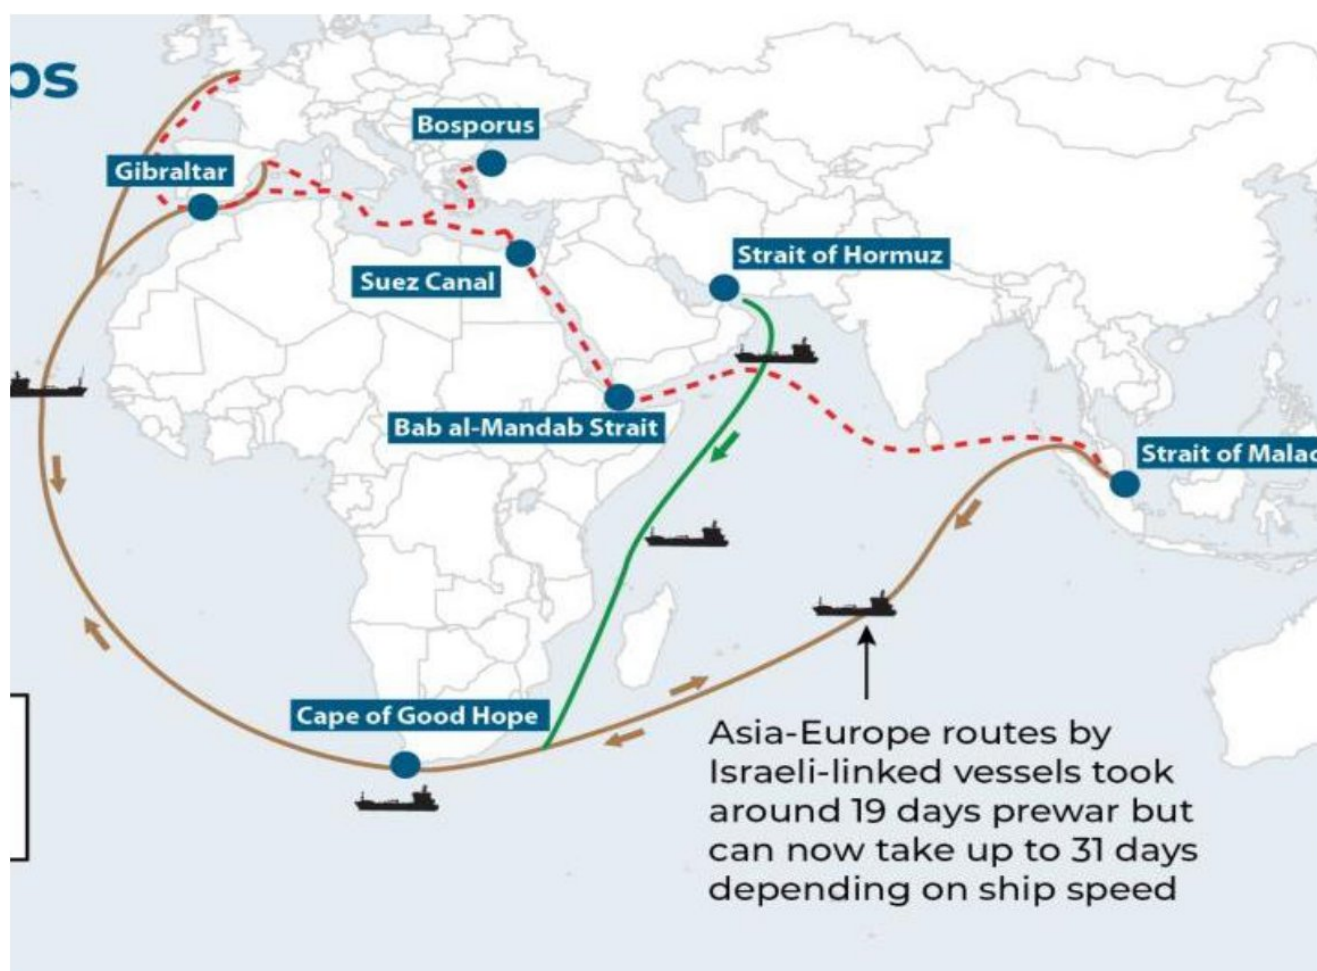 ps
Bosporus
Gibraltar
Strait of Hormuz
Suez Canal
Bab al-Mandab Strait
Strait of Malac
Cape of Good Hope
Asia-Europe routes by
Israeli-linked vessels took
around 19 days prewar but
can now take up to 31 days
depending on ship speed